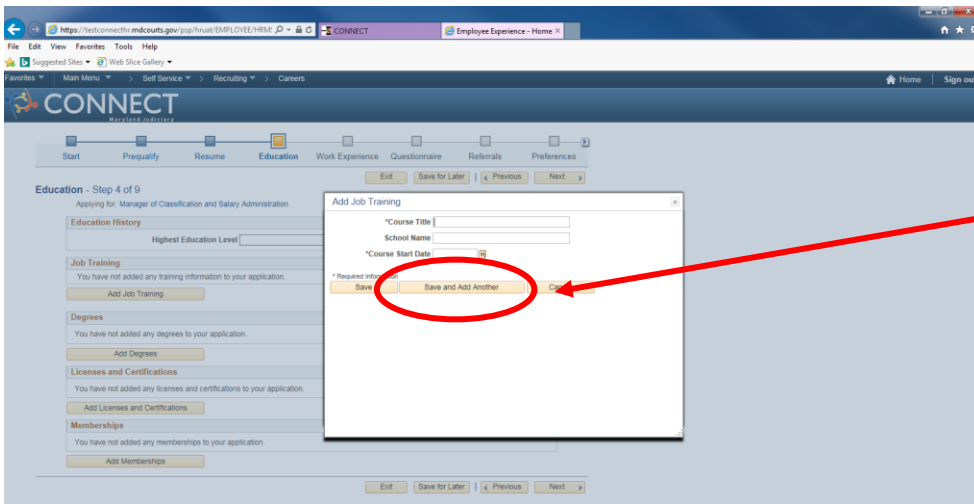 https://testconnecthr.mdcourts.gov/psp/hruat/EMPLOYEE/HRMS
CONNECT
Employee Experience - Home
File Edit View Favorites Tools Help
Suggested Sites Web Slice Gallery
Favorites Main Menu > Self Service > Recruiting > Careers
Home Sign ou
CONNECT
Maryland Judiciary
Start Prequalify Resume Education Work Experience Questionnaire Referrals Preferences
Exit Save for Later | Previous Next
Education - Step 4 of 9
Applying for: Manager of Classification and Salary Administration
Education History
Highest Education Level
Job Training
You have not added any training information to your application.
Add Job Training
Degrees
You have not added any degrees to your application.
Add Degrees
Licenses and Certifications
You have not added any licenses and certifications to your application.
Add Licenses and Certifications
Memberships
You have not added any memberships to your application.
Add Memberships
Add Job Training
*Course Title
School Name
*Course Start Date
* Required Information
Save Save and Add Another
Exit Save for Later | Previous Next